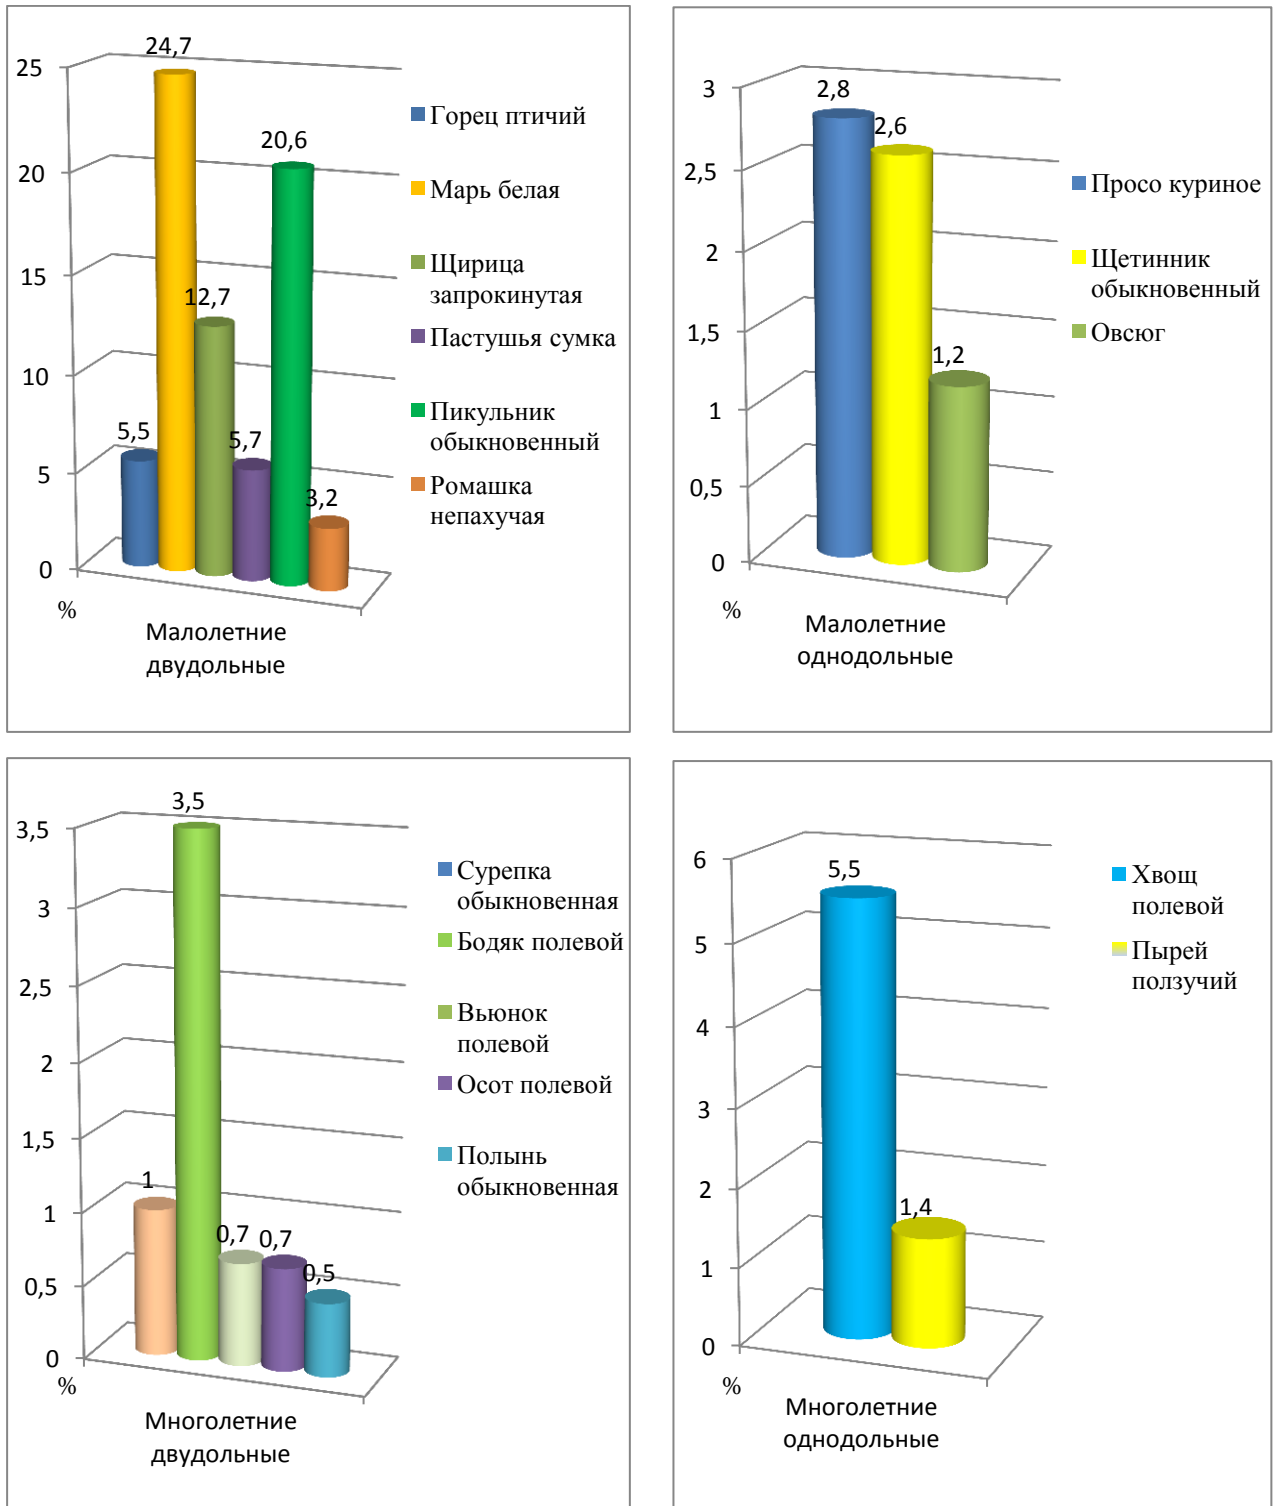 24,7
25
20,6
20
15
12,7
10
5,5
5,7
5
3,2
0
%
Малолетние
двудольные
Горец птичий
Марь белая
Щирица
запрокинутая
Пастушья сумка
Пикульник
обыкновенный
Ромашка
непахучая
3
2,8
2,6
2,5
2
1,5
1,2
1
0,5
0
%
Малолетние
однодольные
Просо куриное
Щетинник
обыкновенный
Овсюг
3,5
3,5
3
2,5
2
1,5
1
1
0,7
0,7
0,5
0,5
0
%
Многолетние
двудольные
Сурепка
обыкновенная
Бодяк полевой
Вьюнок
полевой
Осот полевой
Полынь
обыкновенная
6
5,5
5
4
3
2
1,4
1
0
%
Многолетние
однодольные
Хвощ
полевой
Пырей
ползучий